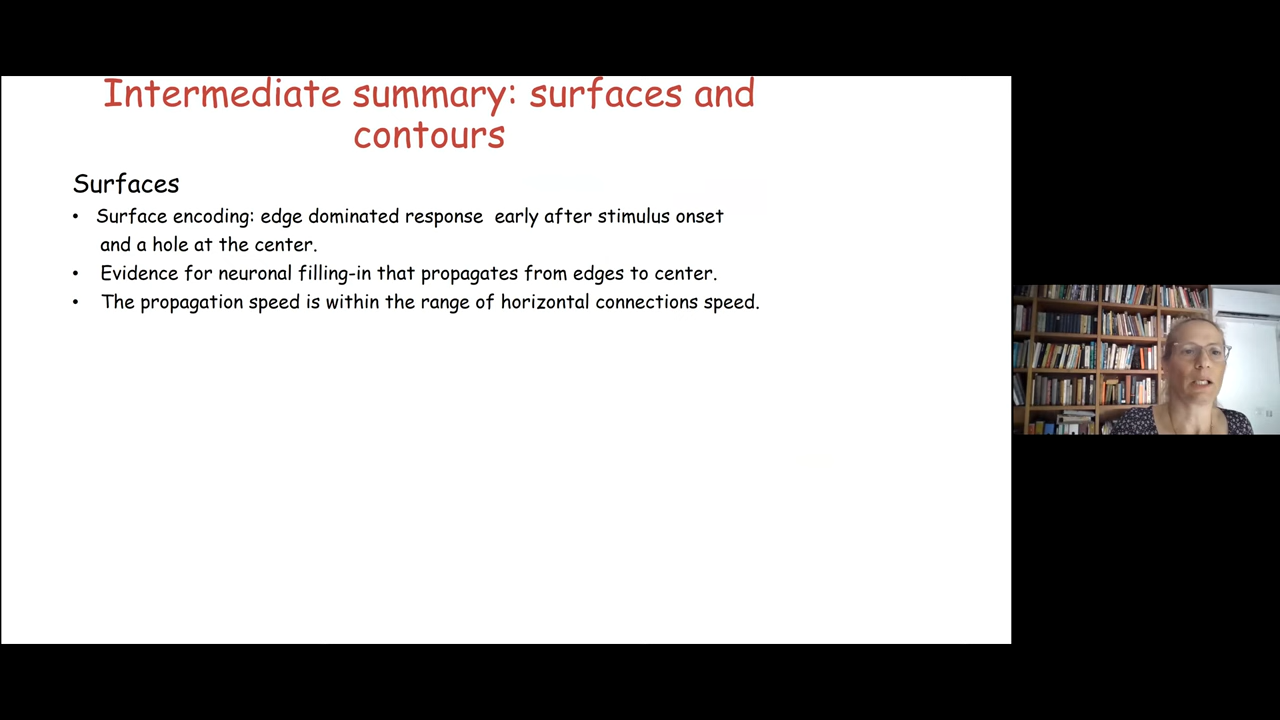 Intermediate summary: surfaces and
contours
Surfaces
• Surface encoding: edge dominated response early after stimulus onset
and a hole at the center.
• Evidence for neuronal filling-in that propagates from edges to center.
• The propagation speed is within the range of horizontal connections speed.